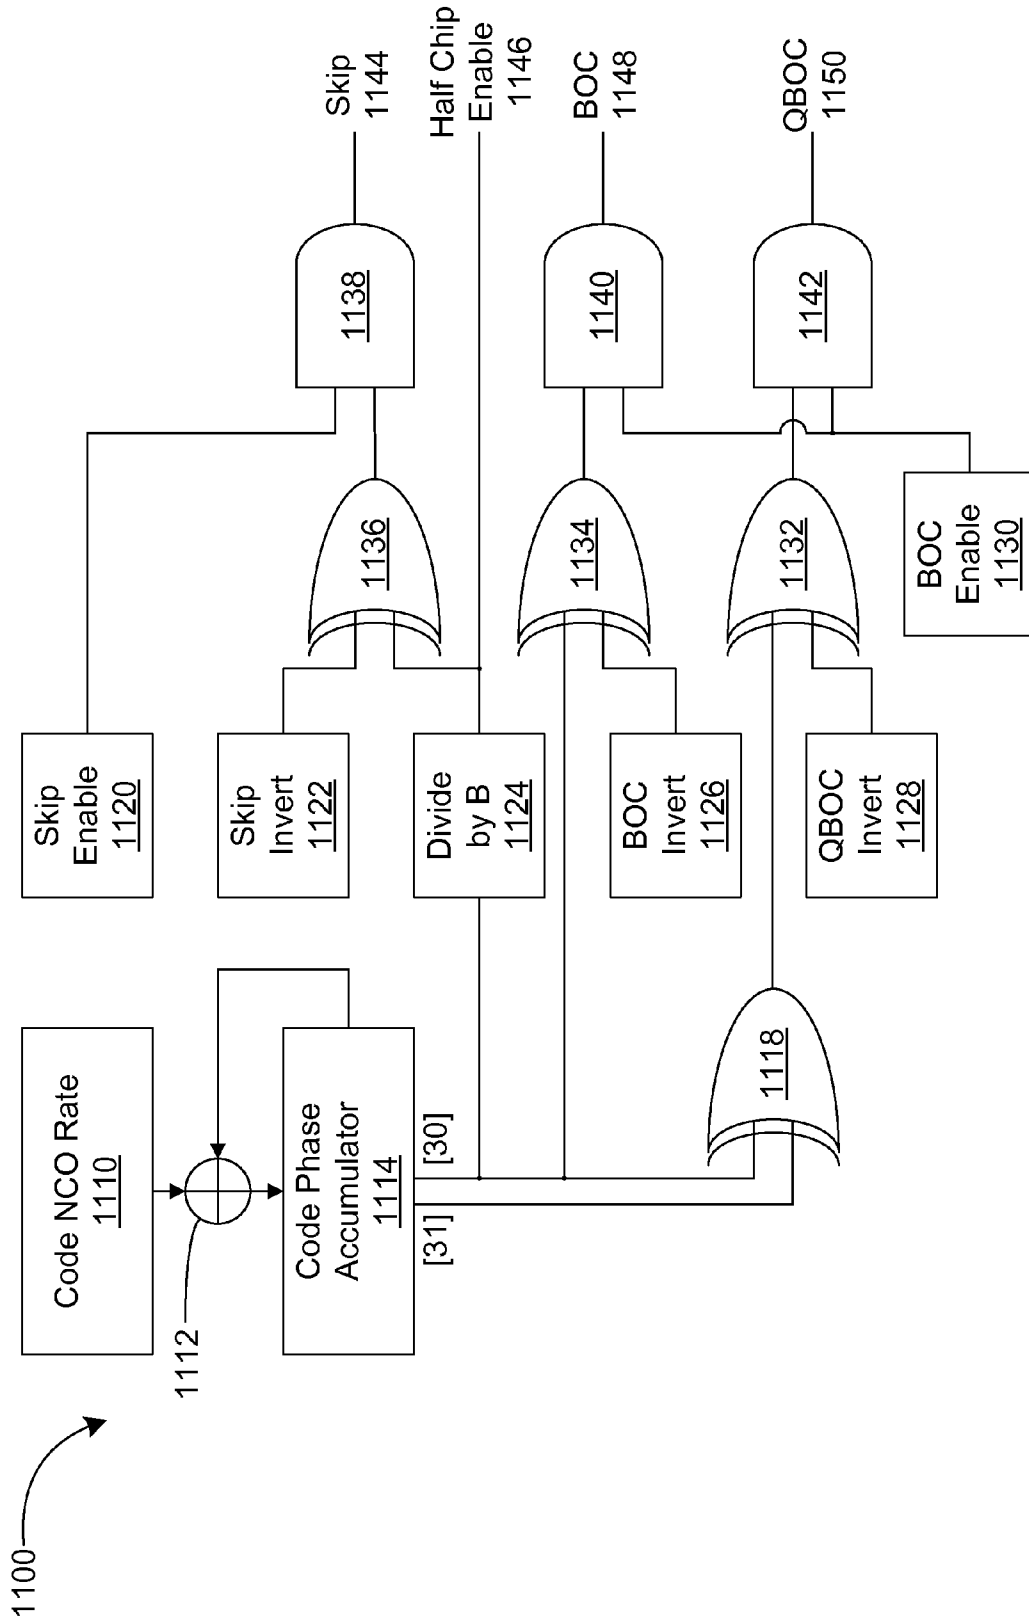 1100
Code NCO Rate
1110
1112
Code Phase
Accumulator
1114
[31]
[30]
1118
Skip
Enable
1120
Skip
Invert
1122
Divide
by B
1124
BOC
Invert
1126
QBOC
Invert
1128
BOC
Enable
1130
1136
1134
1132
1138
1140
1142
Skip
1144
Half Chip
Enable
1146
BOC
1148
QBOC
1150